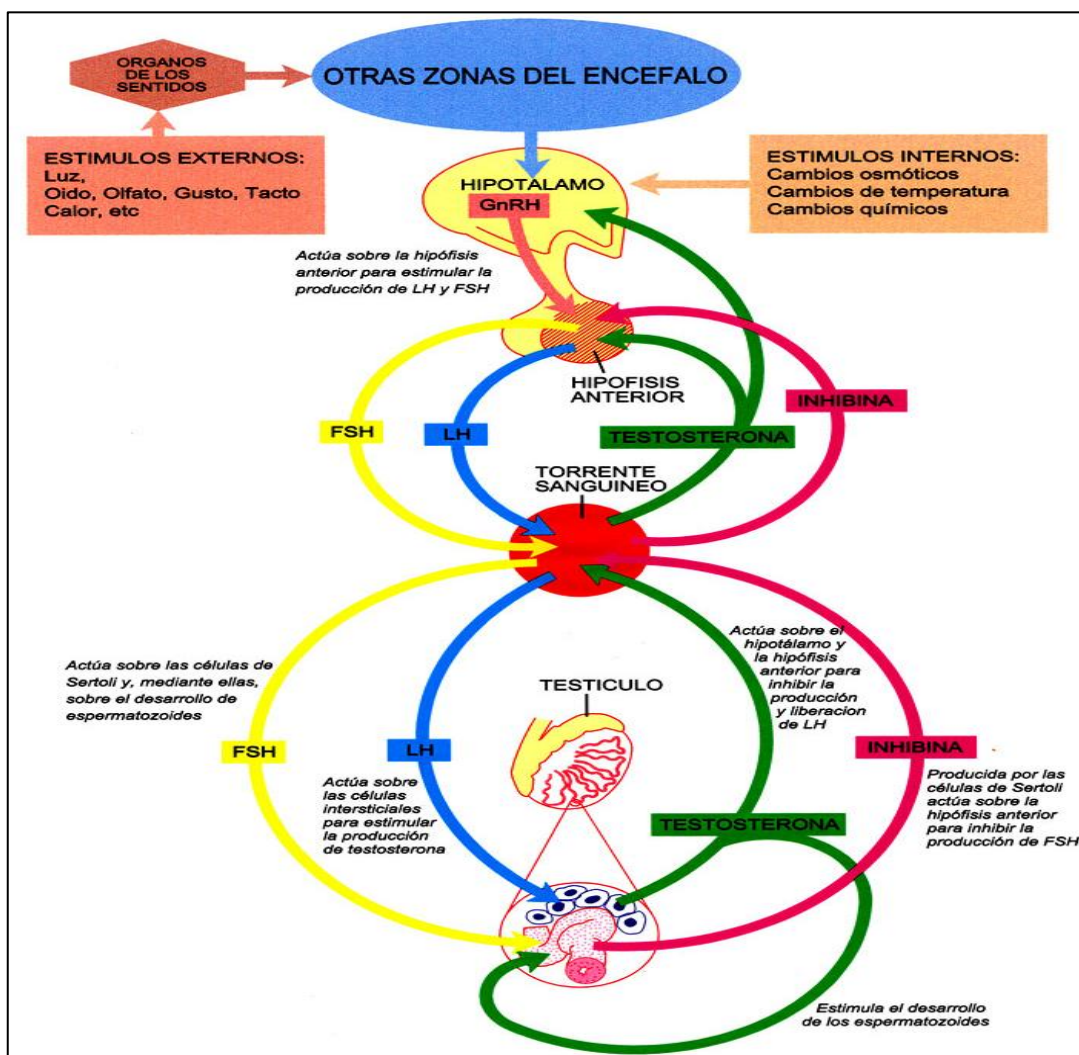 ORGANOS
DE LOS
SENTIDOS
OTRAS ZONAS DEL ENCEFALO
ESTIMULOS EXTERNOS:
Luz,
Oido, Olfato, Gusto, Tacto
Calor, etc
ESTIMULOS INTERNOS:
Cambios osmóticos
Cambios de temperatura
Cambios químicos
HIPOTALAMO
GnRH
Actúa sobre la hipófisis
anterior para estimular la
producción de LH y FSH
HIPOFISIS
ANTERIOR
INHIBINA
FSH
LH
TESTOSTERONA
TORRENTE
SANGUINEO
Actúa sobre las células de
Sertoli y, mediante ellas,
sobre el desarrollo de
espermatozoides
TESTICULO
Actúa sobre el
hipotálamo y
la hipófisis
anterior para
inhibir la
producción
y liberacion
de LH
FSH
LH
INHIBINA
Actúa sobre
las células
intersticiales
para estimular
la producción
de testosterona
Producida por las
células de Sertoli
actúa sobre la
hipófisis anterior
para inhibir la
producción de FSH
TESTOSTERONA
Estimula el desarrollo
de los espermatozoides